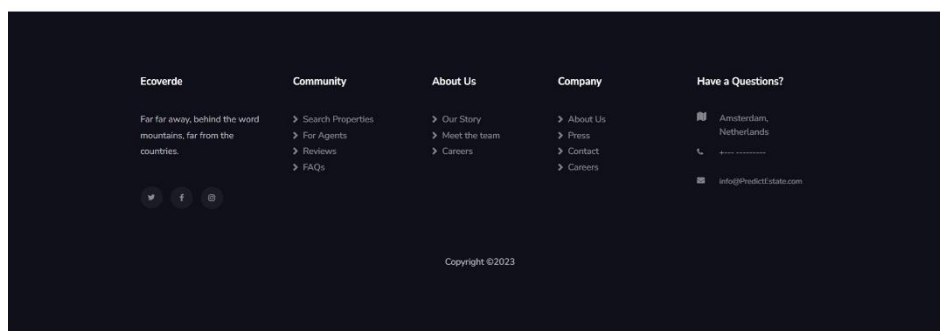 Ecoverde
Far far away, behind the word
mountains, far from the
countries.
Community
Search Properties
For Agents
Reviews
FAQs
About Us
Our Story
Meet the team
Careers
Company
About Us
Press
Contact
Careers
Have a Questions?
Amsterdam,
Netherlands
+--- ---------
info@PredictEstate.com
Copyright ©2023